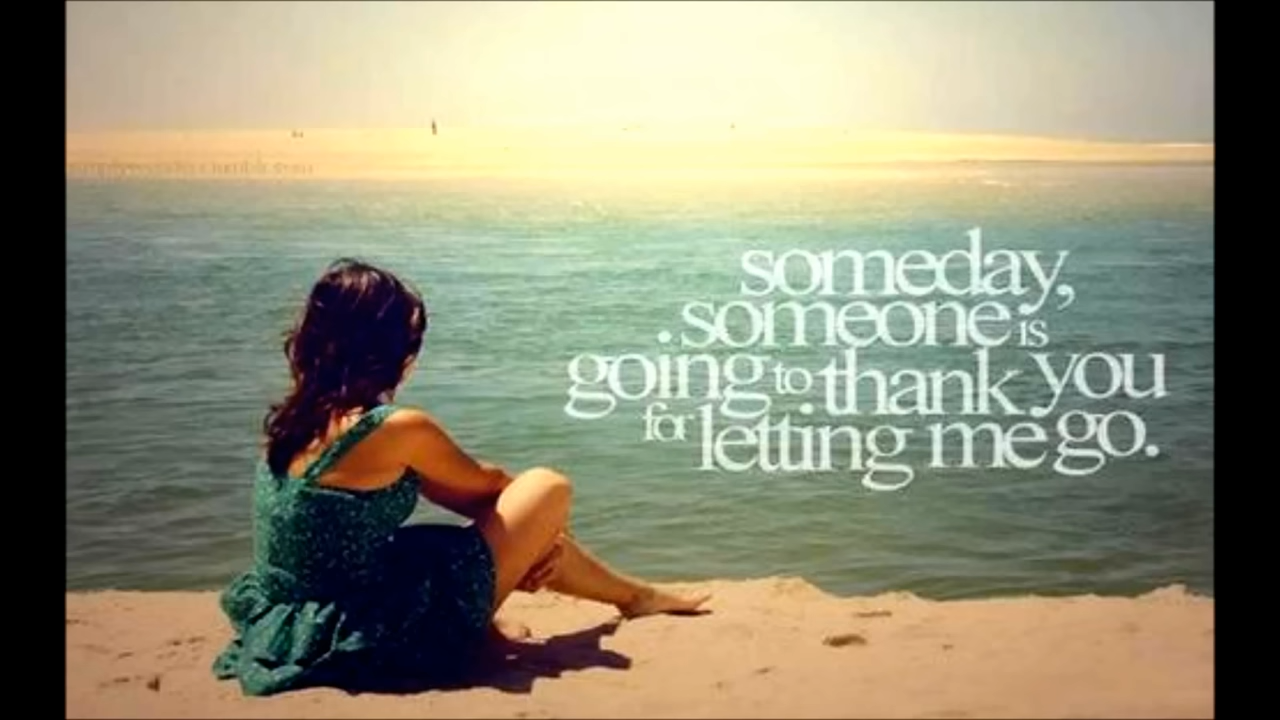 someday,
.someone is
going to thank you
for letting me go.